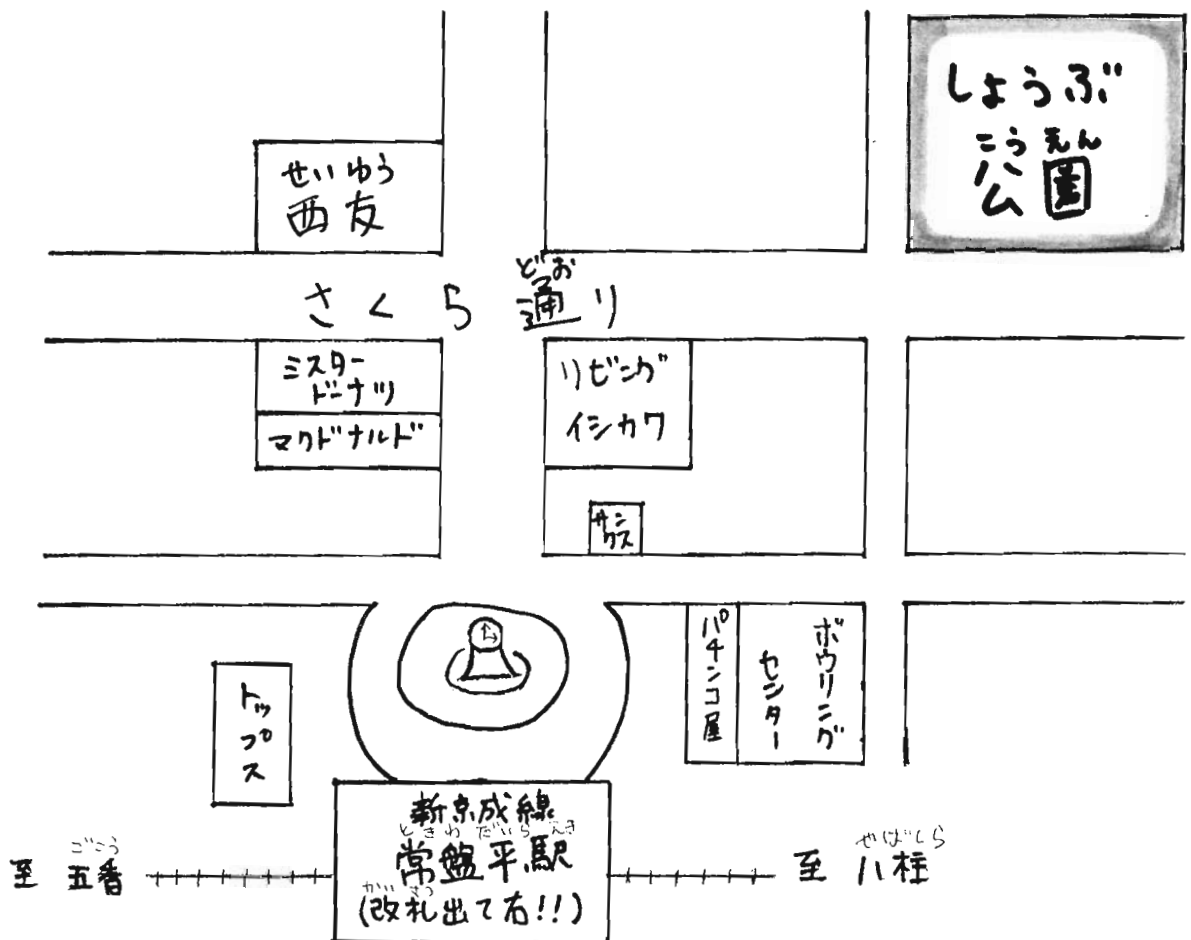 しょうぶ
こうえん
公園
せいゆう
西友
どお
さくら通り
ミスター
ドーナツ
マクドナルド
リビング
イシカワ
サン
クス
パチンコ屋
ボウリング
センター
トップス
新京成線
ときわだいらえき
常盤平駅
かいさつ
(改札出て右!!)
ごこう
至 五香
やばしら
至 八柱